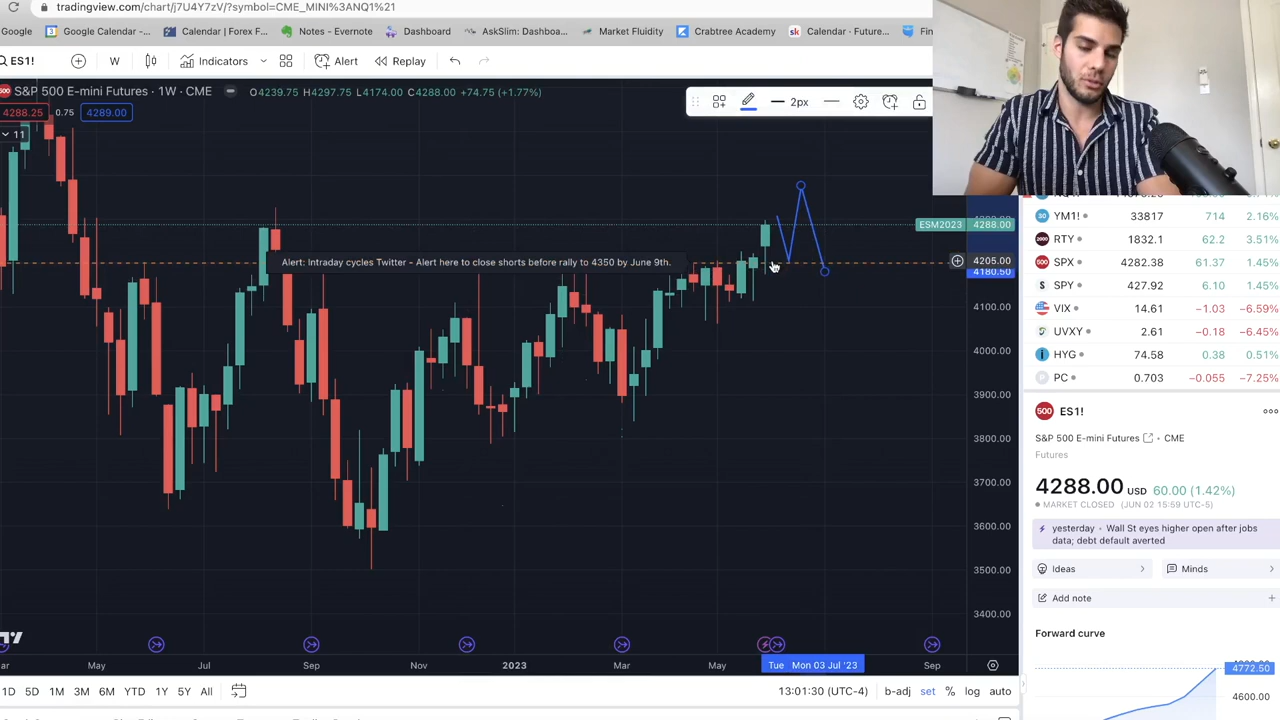 tradingview.com/chart/j7U4Y7zV/?symbol=CME_MINI%3ANQ1%21
Google
Google Calendar -...
Calendar | Forex F...
Notes - Evernote
Dashboard
AskSlim: Dashboa...
Market Fluidity
Crabtree Academy
sk
Calendar - Future...
Fin
ES1!
W
Indicators
Alert
Replay
500
S&P 500 E-mini Futures · 1W · CME
O4239.75 H4297.75 L4174.00 C4288.00 +74.75 (+1.77%)
2px
4288.25
0.75
4289.00
11
YM1!
33817
714
2.16%
ESM2023
4288.00
RTY
1832.1
62.2
3.51%
Alert: Intraday cycles Twitter - Alert here to close shorts before rally to 4350 by June 9th.
4205.00
4180.50
SPX
4282.38
61.37
1.45%
SPY
427.92
6.10
1.45%
4100.00
VIX
14.61
−1.03
−6.59%
UVXY
2.61
−0.18
−6.45%
4000.00
HYG
74.58
0.38
0.51%
PC
0.703
−0.055
−7.25%
3900.00
500
ES1!
3800.00
S&P 500 E-mini Futures
CME
Futures
3700.00
4288.00 USD 60.00 (1.42%)
MARKET CLOSED (JUN 02 15:59 UTC-5)
3600.00
yesterday · Wall St eyes higher open after jobs
data; debt default averted
3500.00
Ideas
Minds
Add note
3400.00
Forward curve
May
Jul
Sep
Nov
2023
Mar
May
Tue
Mon 03 Jul '23
Sep
4772.50
1D 5D 1M 3M 6M YTD 1Y 5Y All
13:01:30 (UTC-4)
b-adj
set
%
log
auto
4600.00